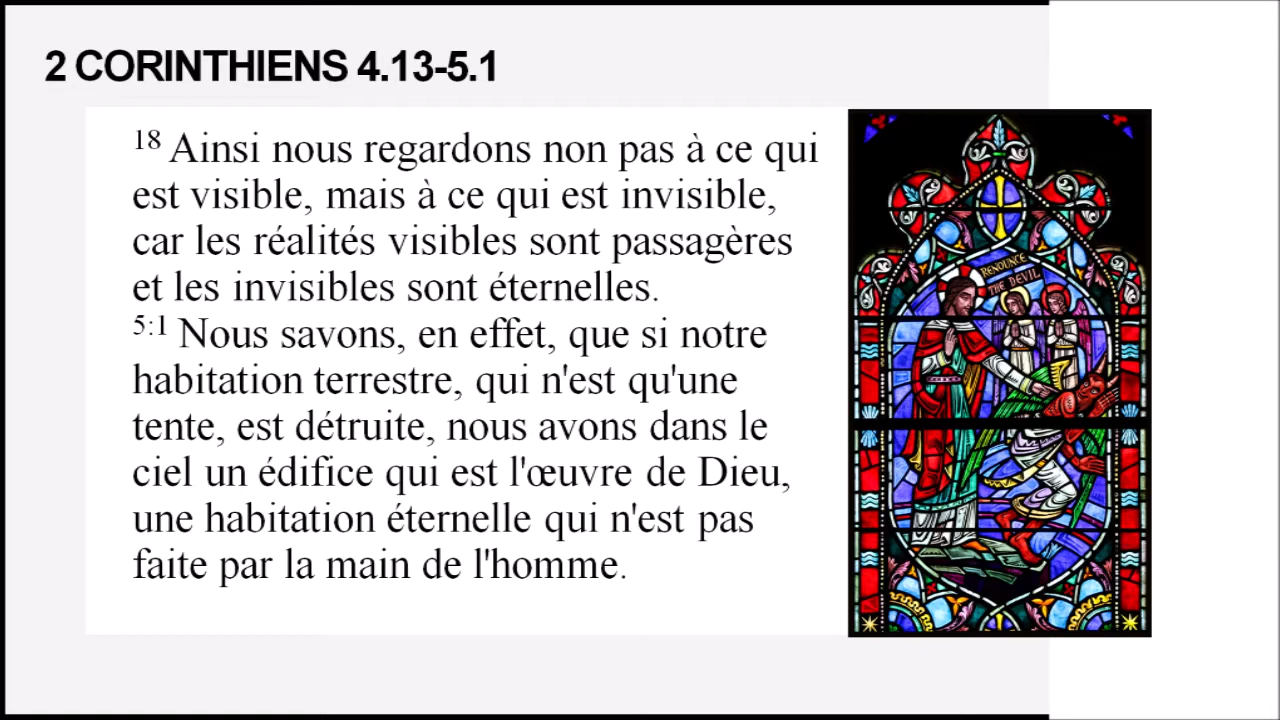 2 CORINTHIENS 4.13-5.1
18 Ainsi nous regardons non pas à ce qui
est visible, mais à ce qui est invisible,
car les réalités visibles sont passagères
et les invisibles sont éternelles.
5:1 Nous savons, en effet, que si notre
habitation terrestre, qui n'est qu'une
tente, est détruite, nous avons dans le
ciel un édifice qui est l'œuvre de Dieu,
une habitation éternelle qui n'est pas
faite par la main de l'homme.
RENOUNCE
THE DEVIL